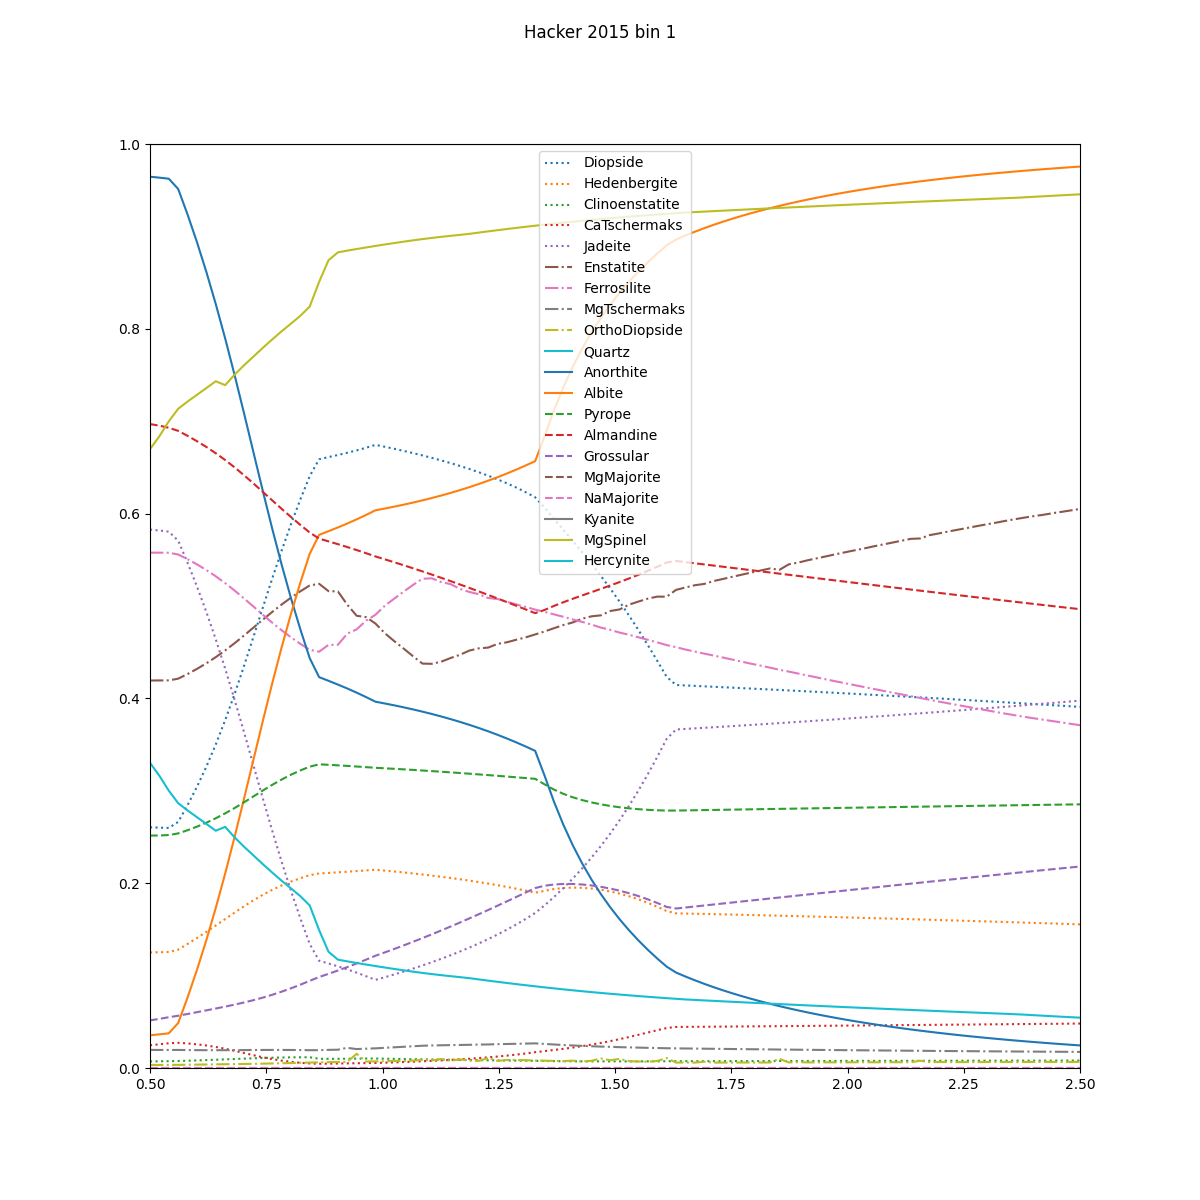 Hacker 2015 bin 1
1.0
0.8
0.6
0.4
0.2
0.0
Diopside
Hedenbergite
Clinoenstatite
CaTschermaks
Jadeite
Enstatite
Ferrosilite
MgTschermaks
OrthoDiopside
Quartz
Anorthite
Albite
Pyrope
Almandine
Grossular
MgMajorite
NaMajorite
Kyanite
MgSpinel
Hercynite
0.50 0.75 1.00 1.25 1.50 1.75 2.00 2.25 2.50